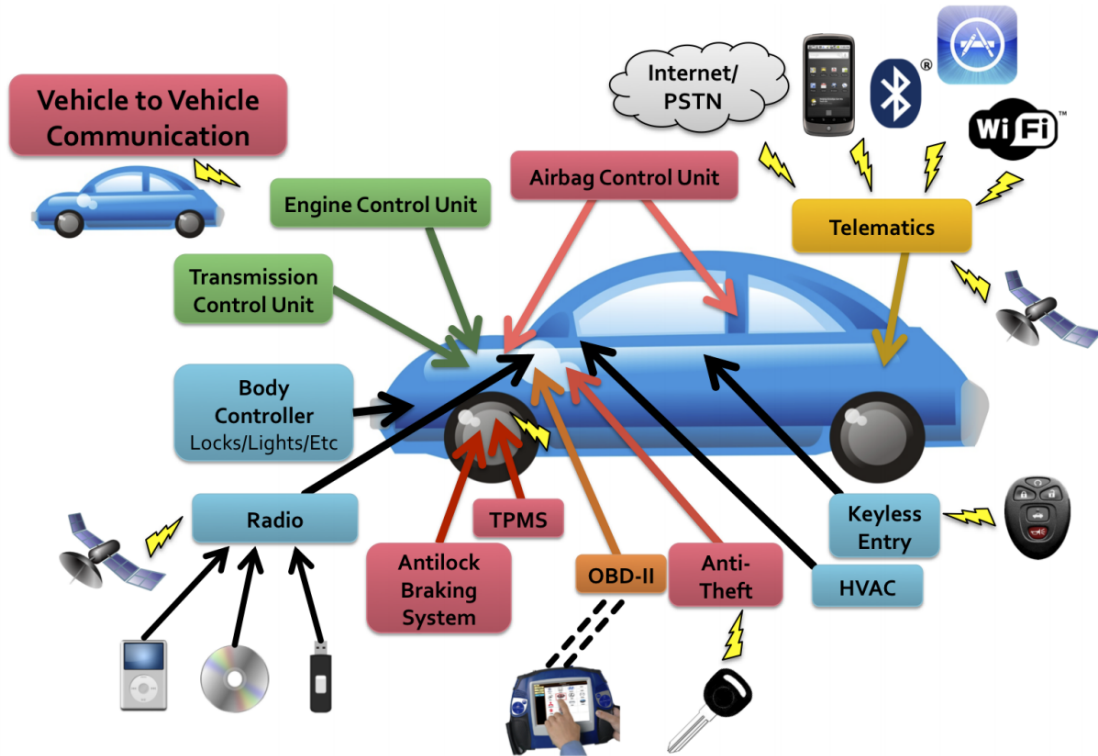 Vehicle to Vehicle
Communication
Internet/
PSTN
®
WiFi™
Engine Control Unit
Airbag Control Unit
Telematics
Transmission
Control Unit
Body
Controller
Locks/Lights/Etc
Radio
TPMS
Antilock
Braking
System
OBD-II
Anti-
Theft
Keyless
Entry
HVAC